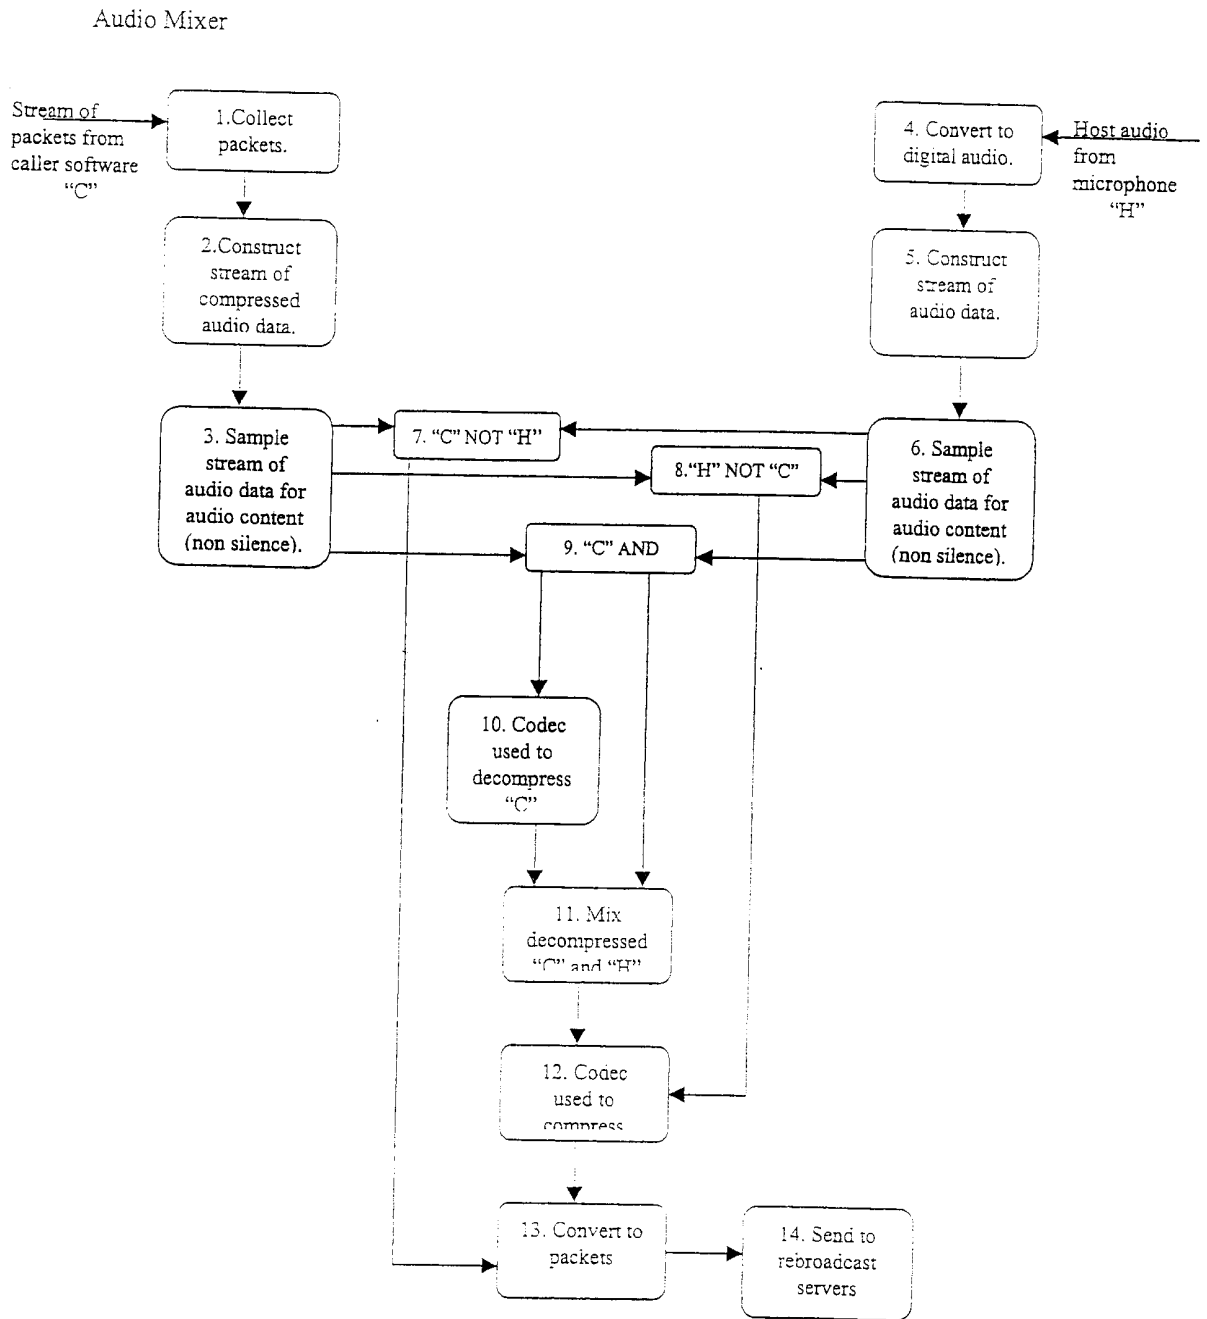 Audio Mixer
Stream of
packets from
caller software
“C”
1.Collect
packets.
2.Construct
stream of
compressed
audio data.
3. Sample
stream of
audio data for
audio content
(non silence).
4. Convert to
digital audio.
Host audio
from
microphone
“H”
5. Construct
stream of
audio data.
6. Sample
stream of
audio data for
audio content
(non silence).
7. “C” NOT “H”
8.“H” NOT “C”
9. “C” AND
10. Codec
used to
decompress
“C”
11. Mix
decompressed
“C” and “H”
12. Codec
used to
compress
13. Convert to
packets
14. Send to
rebroadcast
servers